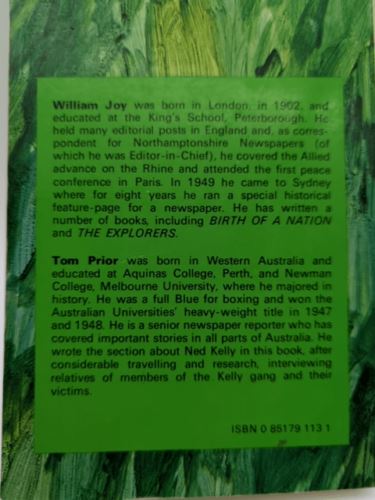 William Joy was born in London, in 1902, and
educated at the King's School, Peterborough. He
held many editorial posts in England and, as corres-
pondent for Northamptonshire Newspapers (of
which he was Editor-in-Chief), he covered the Allied
advance on the Rhine and attended the first peace
conference in Paris. In 1949 he came to Sydney
where for eight years he ran a special historical
feature-page for a newspaper. He has written a
number of books, including BIRTH OF A NATION
and THE EXPLORERS.
Tom Prior was born in Western Australia and
educated at Aquinas College, Perth, and Newman
College, Melbourne University, where he majored in
history. He was a full Blue for boxing and won the
Australian Universities' heavy-weight title in 1947
and 1948. He is a senior newspaper reporter who has
covered important stories in all parts of Australia. He
wrote the section about Ned Kelly in this book, after
considerable travelling and research, interviewing
relatives of members of the Kelly gang and their
victims.
ISBN 0 85179 113 1